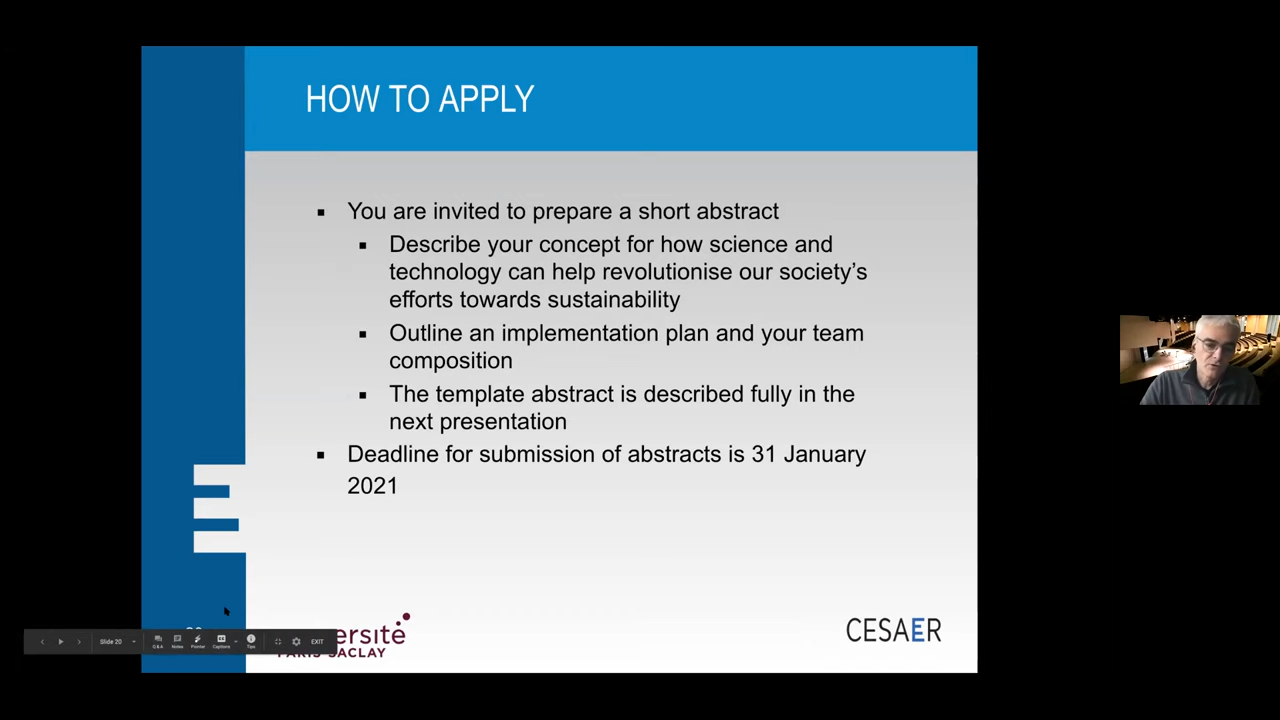 HOW TO APPLY
▪ You are invited to prepare a short abstract
▪ Describe your concept for how science and
technology can help revolutionise our society’s
efforts towards sustainability
▪ Outline an implementation plan and your team
composition
▪ The template abstract is described fully in the
next presentation
▪ Deadline for submission of abstracts is 31 January
2021
CESAER
Slide 20
Q&A Notes Pointer Captions Tips EXIT